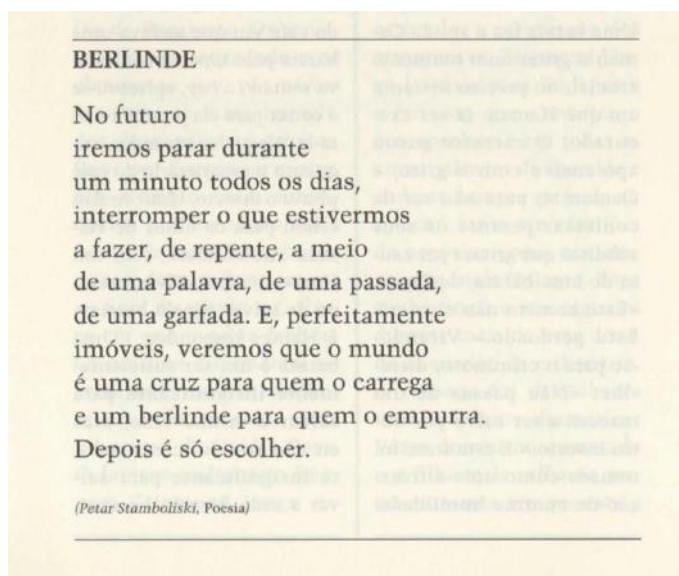 BERLINDE
No futuro
iremos parar durante
um minuto todos os dias,
interromper o que estivermos
a fazer, de repente, a meio
de uma palavra, de uma passada,
de uma garfada. E, perfeitamente
imóveis, veremos que o mundo
é uma cruz para quem o carrega
e um berlinde para quem o empurra.
Depois é só escolher.
(Petar Stamboliski, Poesia)